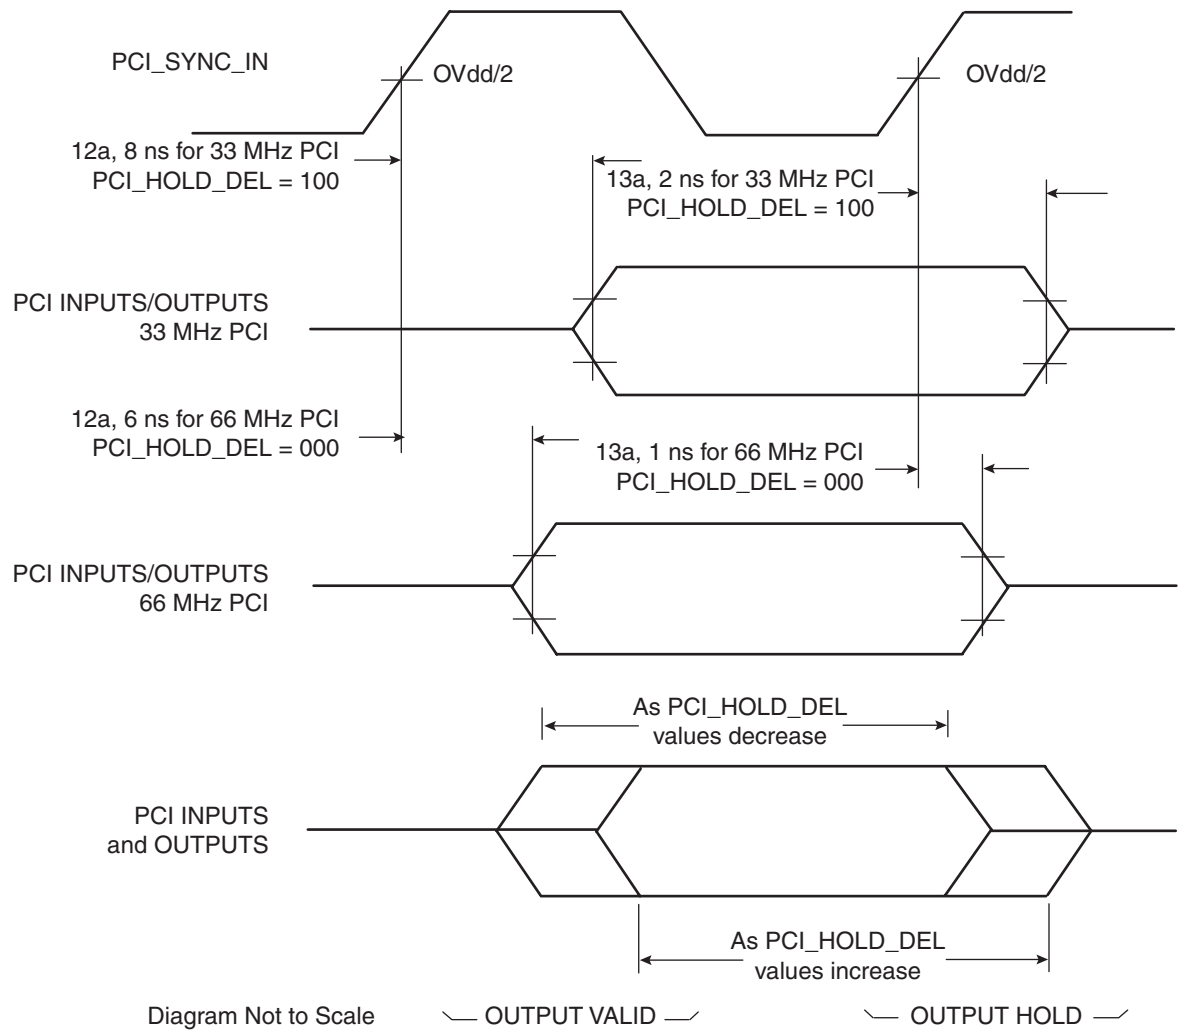 PCI_SYNC_IN
OVdd/2
OVdd/2
12a, 8 ns for 33 MHz PCI
PCI_HOLD_DEL = 100
13a, 2 ns for 33 MHz PCI
PCI_HOLD_DEL = 100
PCI INPUTS/OUTPUTS
33 MHz PCI
12a, 6 ns for 66 MHz PCI
PCI_HOLD_DEL = 000
13a, 1 ns for 66 MHz PCI
PCI_HOLD_DEL = 000
PCI INPUTS/OUTPUTS
66 MHz PCI
As PCI_HOLD_DEL
values decrease
PCI INPUTS
and OUTPUTS
As PCI_HOLD_DEL
values increase
Diagram Not to Scale
OUTPUT VALID
OUTPUT HOLD